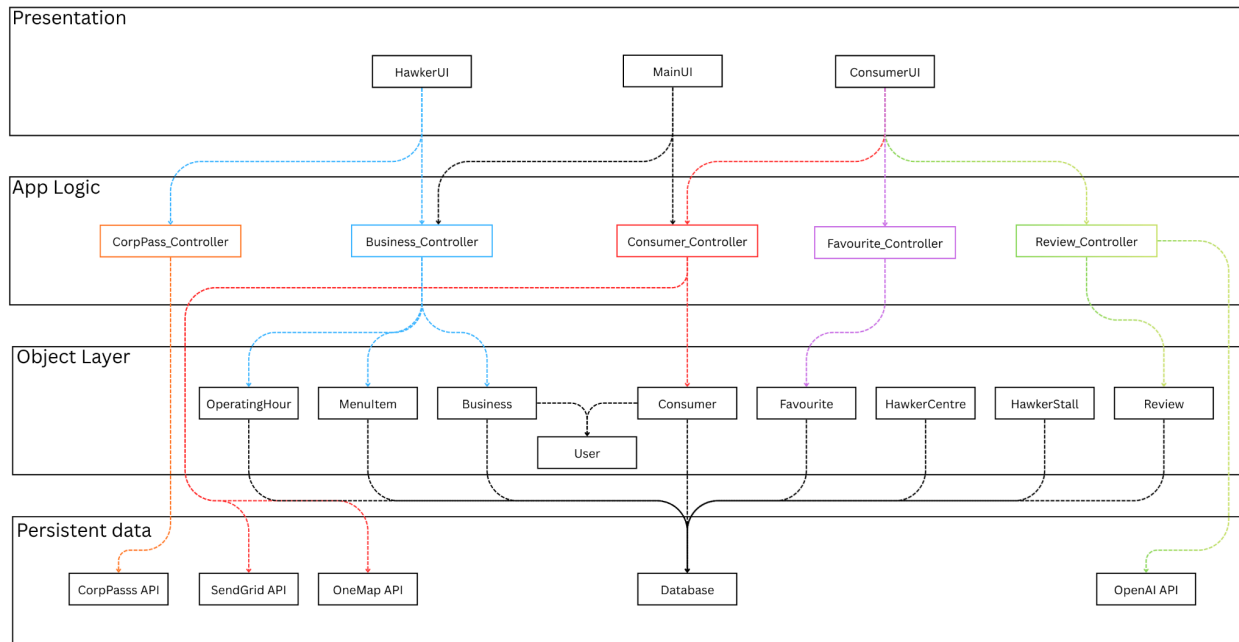 Presentation
HawkerUI
MainUI
ConsumerUI
App Logic
CorpPass_Controller
Business_Controller
Consumer_Controller
Favourite_Controller
Review_Controller
Object Layer
OperatingHour
MenuItem
Business
Consumer
Favourite
HawkerCentre
HawkerStall
Review
User
Persistent data
CorpPasss API
SendGrid API
OneMap API
Database
OpenAI API